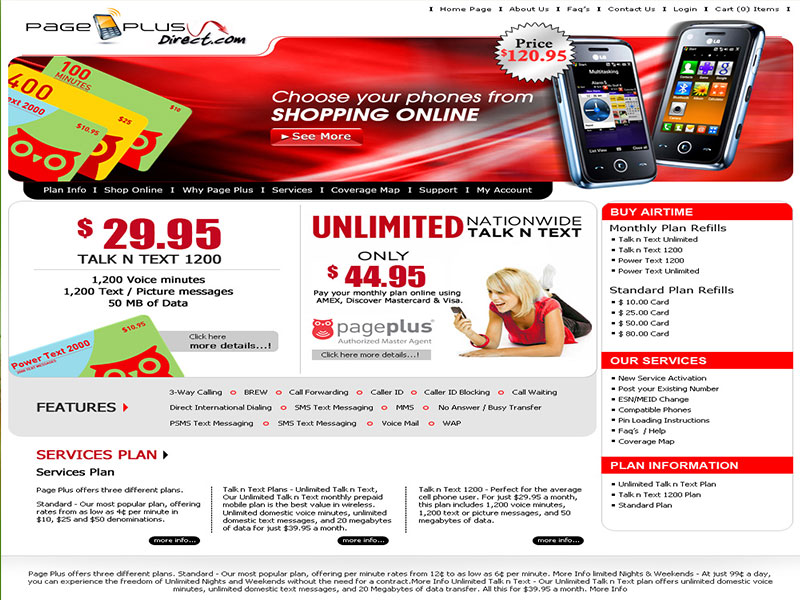 I Home Page I About Us I Faq's I Contact Us I Login I Cart (0) Items I
PAGE PLUS
Direct.com
Price
$120.95
100
MINUTES
400
ext 2000
$10.95
$25
$10
Choose your phones from
SHOPPING ONLINE
See More
LG
Multitasking
LG
Plan Info I Shop Online I Why Page Plus I Services I Coverage Map I Support I My Account
$ 29.95
TALK N TEXT 1200
1,200 Voice minutes
1,200 Text / Picture messages
50 MB of Data
Click here
more details...!
Power Text 2000
$10.95
UNLIMITED NATIONWIDE
TALK N TEXT
ONLY
$ 44.95
Pay your monthly plan online using
AMEX, Discover Mastercard & Visa.
pageplus
Authorized Master Agent
Click here more details...!
BUY AIRTIME
Monthly Plan Refills
Talk n Text Unlimited
Talk n Text 1200
Power Text 1200
Power Text Unlimited
Standard Plan Refills
$ 10.00 Card
$ 25.00 Card
$ 50.00 Card
$ 80.00 Card
OUR SERVICES
New Service Activation
Post your Existing Number
ESN/MEID Change
Compatible Phones
Pin Loading Instructions
Faq's / Help
Coverage Map
PLAN INFORMATION
Unlimited Talk n Text Plan
Talk n Text 1200 Plan
Standard Plan
FEATURES
3-Way Calling BREW Call Forwarding Caller ID Caller ID Blocking Call Waiting
Direct International Dialing SMS Text Messaging MMS No Answer / Busy Transfer
PSMS Text Messaging SMS Text Messaging Voice Mail WAP
SERVICES PLAN
Services Plan
Page Plus offers three different plans.
Standard - Our most popular plan, offering
rates from as low as 4¢ per minute in
$10, $25 and $50 denominations.
more info...
Talk n Text Plans - Unlimited Talk n Text,
Our Unlimited Talk n Text monthly prepaid
mobile plan is the best value in wireless.
Unlimited domestic voice minutes, unlimited
domestic text messages, and 20 megabytes
of data for just $39.95 a month.
more info...
Talk n Text 1200 - Perfect for the average
cell phone user. For just $29.95 a month,
this plan includes 1,200 voice minutes,
1,200 text or picture messages, and 50
megabytes of data.
more info...
Page Plus offers three different plans. Standard - Our most popular plan, offering per minute rates from 12¢ to as low as 6¢ per minute. More Info limited Nights & Weekends - At just 99¢ a day,
you can experience the freedom of Unlimited Nights and Weekends without the need for a contract.More Info Unlimited Talk n Text - Our Unlimited Talk n Text plan offers unlimited domestic voice
minutes, unlimited domestic text messages, and 20 Megabytes of data transfer. All this for $39.95 a month. More Info